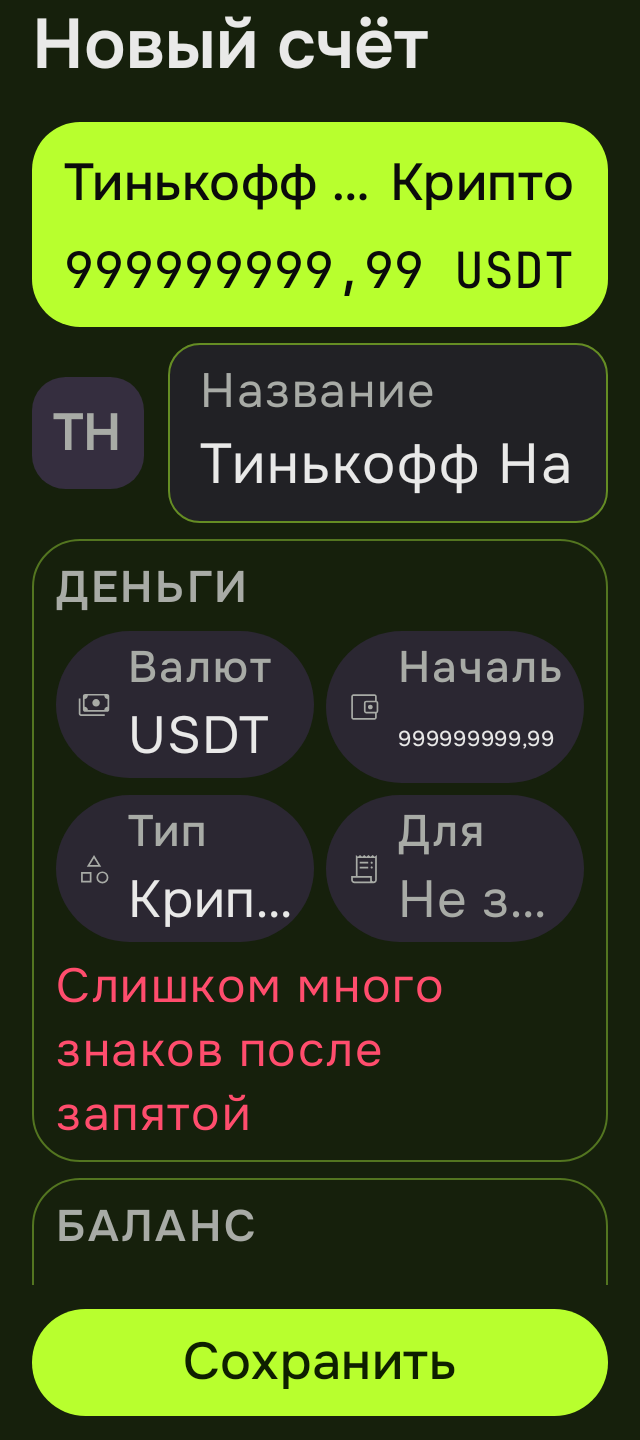 Новый счёт
Тинькофф ... Крипто
999999999,99 USDT
ТН
Название
Тинькофф На
ДЕНЬГИ
Валют
USDT
Началь
999999999,99
Тип
Крип...
Для
Не з...
Слишком много
знаков после
запятой
БАЛАНС
Сохранить